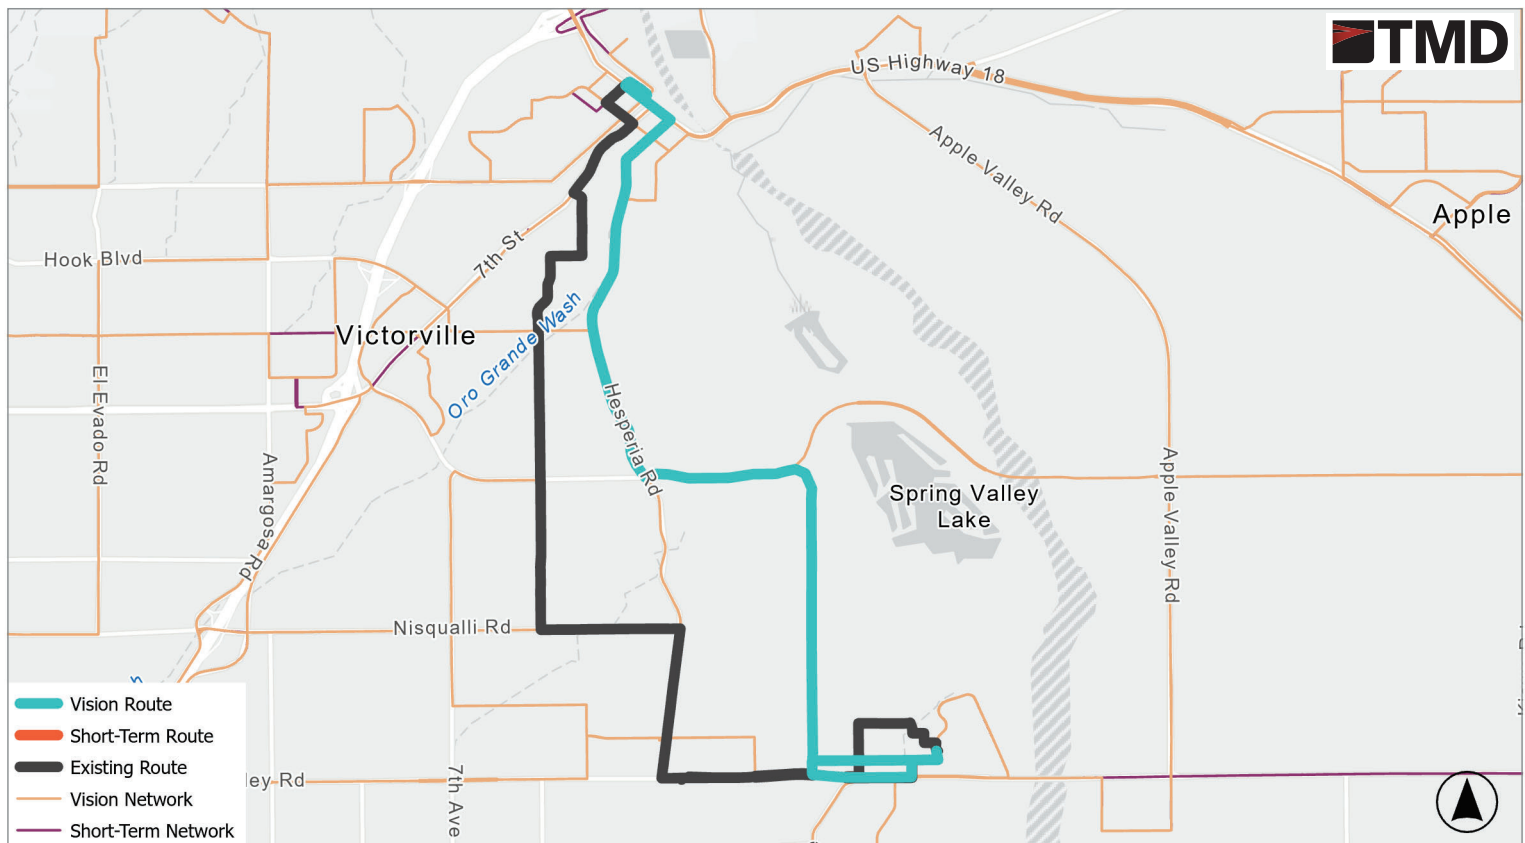 TMD
US Highway 18
Apple Valley Rd
Apple
Hook Blvd
7th St
Oro Grande Wash
Victorville
El Evado Rd
Hesperia Rd
Amargosa Rd
Spring Valley
Lake
Apple Valley Rd
Nisqualli Rd
Vision Route
Short-Term Route
Existing Route
Vision Network
Short-Term Network
ley Rd
7th Ave